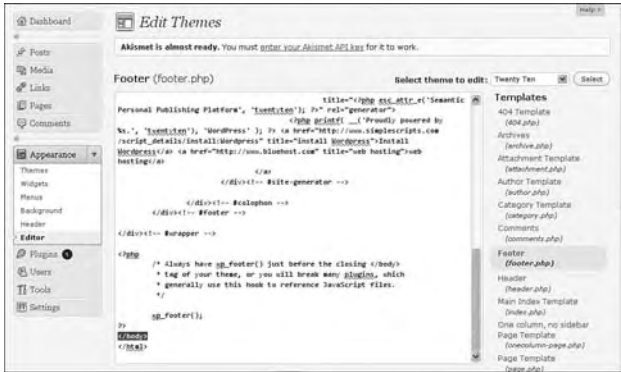 Help
Dashboard
Edit Themes
Akismet is almost ready. You must enter your Akismet API key for it to work.
Posts
Media
Links
Pages
Comments
Appearance
Themes
Widgets
Menus
Background
Header
Editor
Plugins
Users
Tools
Settings
Footer (footer.php)
Select theme to edit: Twenty Ten Select
title="<?php esc_attr_e('Semantic
Personal Publishing Platform', 'twentyten'); ?>" rel="generator">
<?php printf( __('Proudly powered by
%s.', 'twentyten'), 'WordPress' ); ?> <a href="http://www.simplescripts.com
/script_details/install:Wordpress" title="install Wordpress">Install
Wordpress</a> <a href="http://www.bluehost.com" title="web hosting">web
hosting</a>
</a>
</div><!-- #site-generator -->
</div><!-- #colophon -->
</div><!-- #footer -->
</div><!-- #wrapper -->
<?php
/* Always have wp_footer() just before the closing </body>
* tag of your theme, or you will break many plugins, which
* generally use this hook to reference JavaScript files.
*/
wp_footer();
?>
</body>
</html>
Templates
404 Template
(404.php)
Archives
(archive.php)
Attachment Template
(attachment.php)
Author Template
(author.php)
Category Template
(category.php)
Comments
(comments.php)
Footer
(footer.php)
Header
(header.php)
Main Index Template
(index.php)
One column, no sidebar
Page Template
(onecolumn-page.php)
Page Template
(page.php)